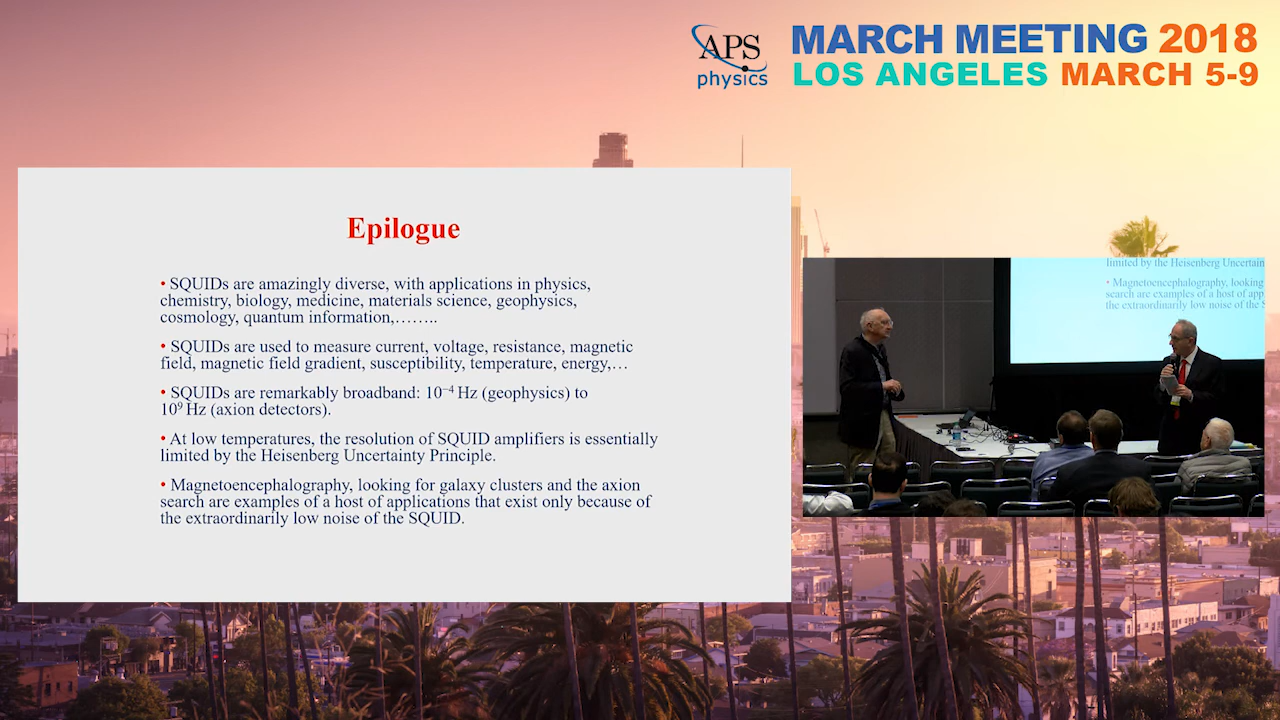 APS
physics
MARCH MEETING 2018
LOS ANGELES MARCH 5-9
Epilogue
• SQUIDs are amazingly diverse, with applications in physics,
chemistry, biology, medicine, materials science, geophysics,
cosmology, quantum information,……..
• SQUIDs are used to measure current, voltage, resistance, magnetic
field, magnetic field gradient, susceptibility, temperature, energy,…
• SQUIDs are remarkably broadband: 10⁻⁴ Hz (geophysics) to
10⁹ Hz (axion detectors).
• At low temperatures, the resolution of SQUID amplifiers is essentially
limited by the Heisenberg Uncertainty Principle.
• Magnetoencephalography, looking for galaxy clusters and the axion
search are examples of a host of applications that exist only because of
the extraordinarily low noise of the SQUID.
limited by the Heisenberg Uncertain
• Magnetoencephalography, looking
search are examples of a host of app
the extraordinarily low noise of the S